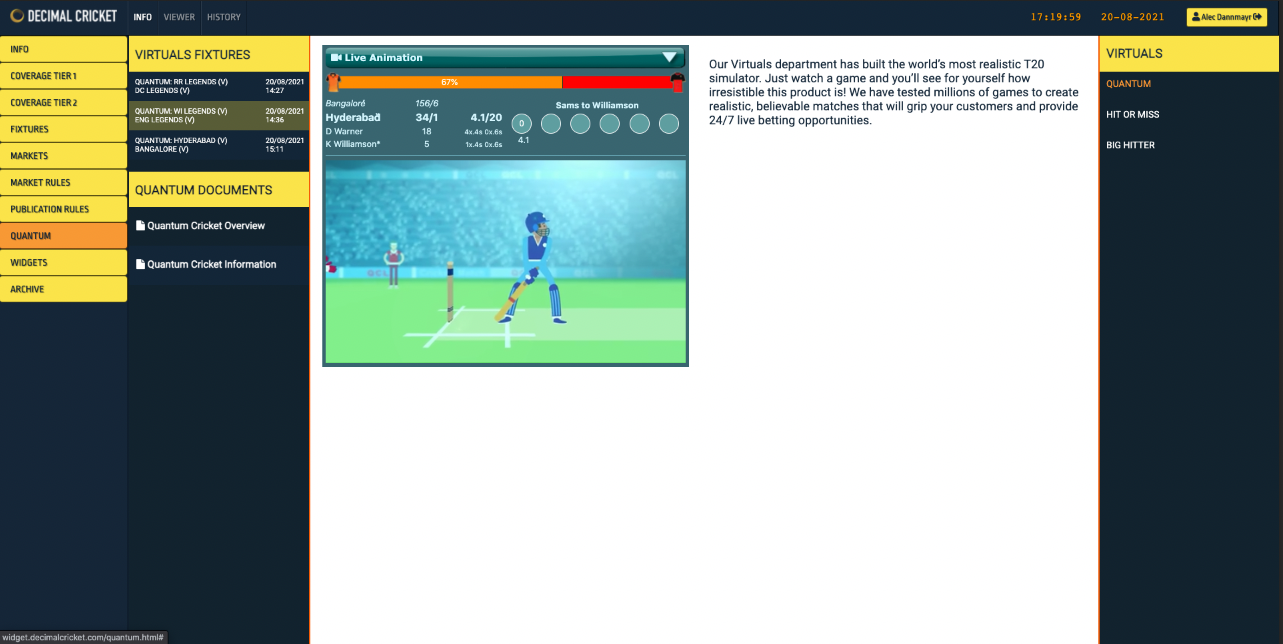 DECIMAL CRICKET
INFO
VIEWER
HISTORY
17:19:59
20-08-2021
Alec Dannmayr
INFO
COVERAGE TIER 1
COVERAGE TIER 2
FIXTURES
MARKETS
MARKET RULES
PUBLICATION RULES
QUANTUM
WIDGETS
ARCHIVE
VIRTUALS FIXTURES
QUANTUM: RR LEGENDS (V) 20/08/2021
DC LEGENDS (V) 14:27
QUANTUM: WI LEGENDS (V) 20/08/2021
ENG LEGENDS (V) 14:36
QUANTUM: HYDERABAD (V) 20/08/2021
BANGALORE (V) 15:11
QUANTUM DOCUMENTS
Quantum Cricket Overview
Quantum Cricket Information
Live Animation
67%
Bangalore 156/6 Sams to Williamson
Hyderabad 34/1 4.1/20 0
D Warner 18 4x.4s 0x.6s
4.1
K Williamson* 5 1x.4s 0x.6s
QCL
QCL
Our Virtuals department has built the world's most realistic T20
simulator. Just watch a game and you'll see for yourself how
irresistible this product is! We have tested millions of games to create
realistic, believable matches that will grip your customers and provide
24/7 live betting opportunities.
VIRTUALS
QUANTUM
HIT OR MISS
BIG HITTER
widget.decimalcricket.com/quantum.html#